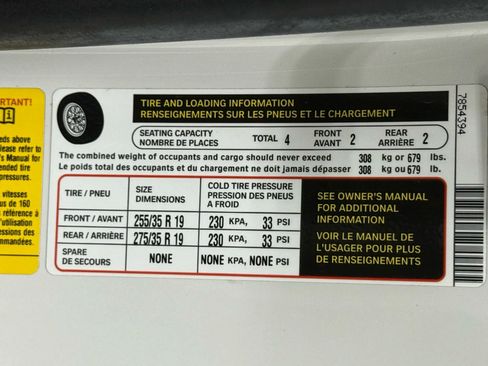 RTANT!
eds above
lease refer to
's Manual for
ended tire
pressures.
vitesses
us de 160
référence à
'utilisation
essions des
mmandées.
TIRE AND LOADING INFORMATION
RENSEIGNEMENTS SUR LES PNEUS ET LE CHARGEMENT
SEATING CAPACITY
NOMBRE DE PLACES
TOTAL 4
FRONT
AVANT 2
REAR
ARRIÈRE 2
The combined weight of occupants and cargo should never exceed 308 kg or 679 lbs.
Le poids total des occupants et du chargement ne doit jamais dépasser 308 kg ou 679 lb.
TIRE / PNEU
SIZE
DIMENSIONS
COLD TIRE PRESSURE
PRESSION DES PNEUS
A FROID
FRONT / AVANT 255/35 R 19 230 KPA, 33 PSI
REAR / ARRIÈRE 275/35 R 19 230 KPA, 33 PSI
SPARE
DE SECOURS
NONE NONE KPA, NONE PSI
SEE OWNER'S MANUAL
FOR ADDITIONAL
INFORMATION
VOIR LE MANUEL DE
L'USAGER POUR PLUS
DE RENSEIGNEMENTS
7854394